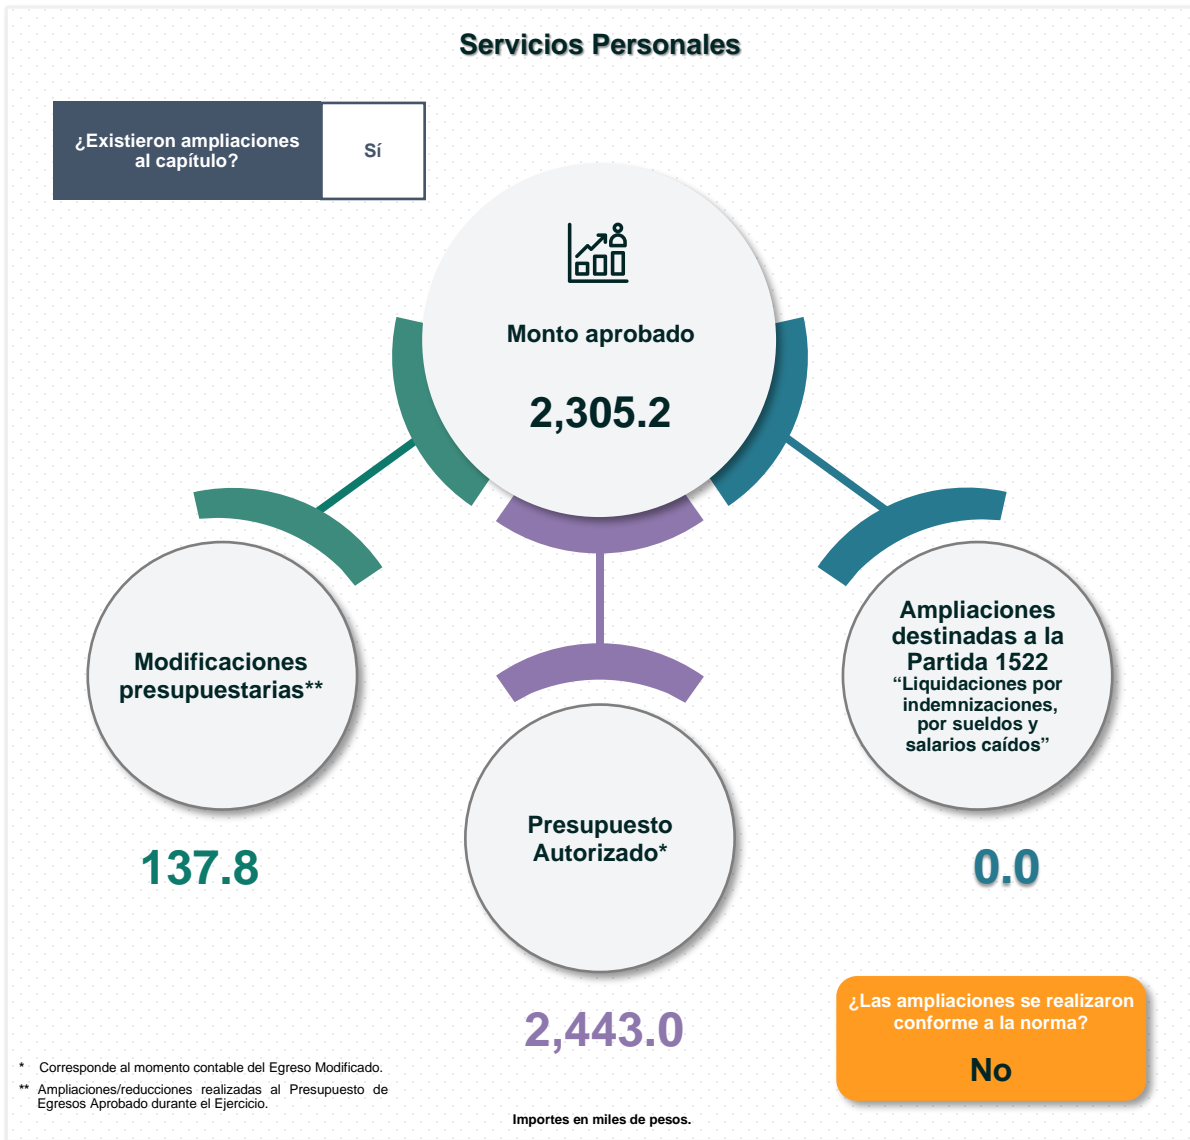 Servicios Personales
¿Existieron ampliaciones
al capítulo?
Sí
Monto aprobado
2,305.2
Modificaciones
presupuestarias**
137.8
Presupuesto
Autorizado*
2,443.0
Ampliaciones
destinadas a la
Partida 1522
“Liquidaciones por
indemnizaciones,
por sueldos y
salarios caídos”
0.0
¿Las ampliaciones se realizaron
conforme a la norma?
No
* Corresponde al momento contable del Egreso Modificado.
** Ampliaciones/reducciones realizadas al Presupuesto de
Egresos Aprobado durante el Ejercicio.
Importes en miles de pesos.